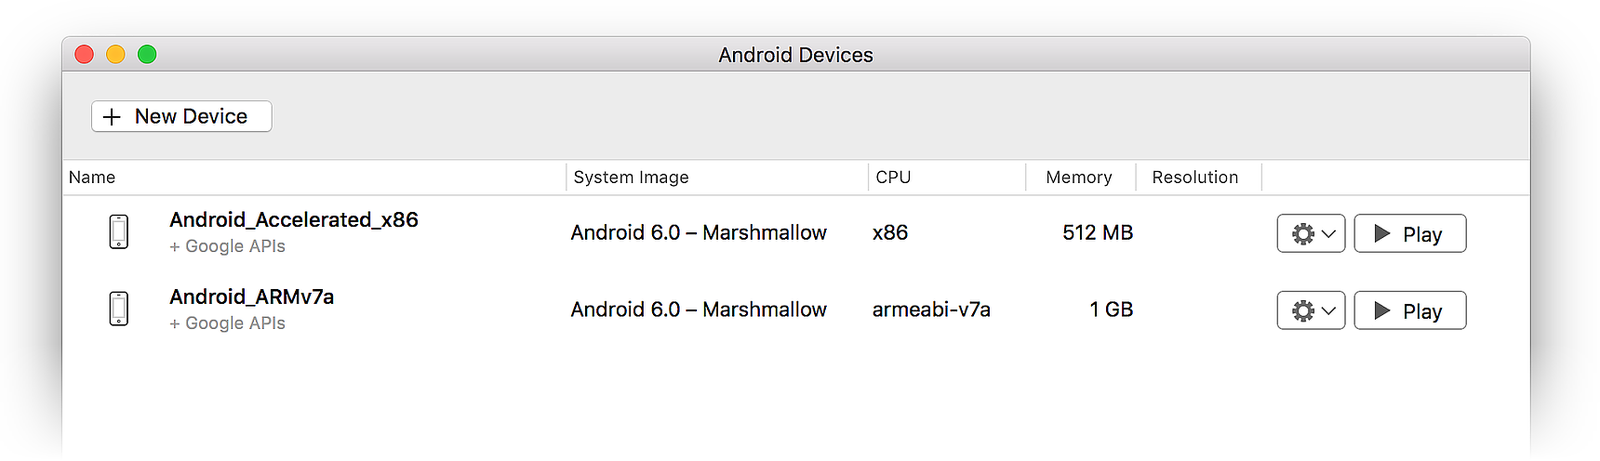 Android Devices
+ New Device
Name System Image CPU Memory Resolution
Android_Accelerated_x86
+ Google APIs
Android 6.0 – Marshmallow x86 512 MB Play
Android_ARMv7a
+ Google APIs
Android 6.0 – Marshmallow armeabi-v7a 1 GB Play